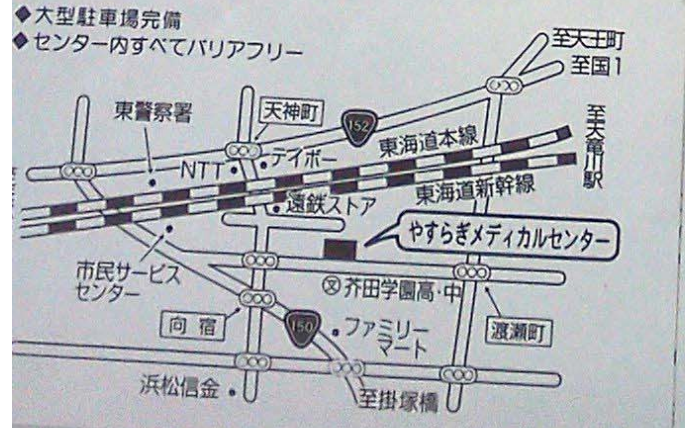 ◆大型駐車場完備
◆センター内すべてバリアフリー
至天王町
至国1
東警察署
天神町
152
至天竜川駅
NTT
テイボー
東海道本線
東海道新幹線
遠鉄ストア
やすらぎメディカルセンター
市民サービス
センター
文芥田学園高・中
向宿
150
ファミリー
マート
渡瀬町
浜松信金
至掛塚橋